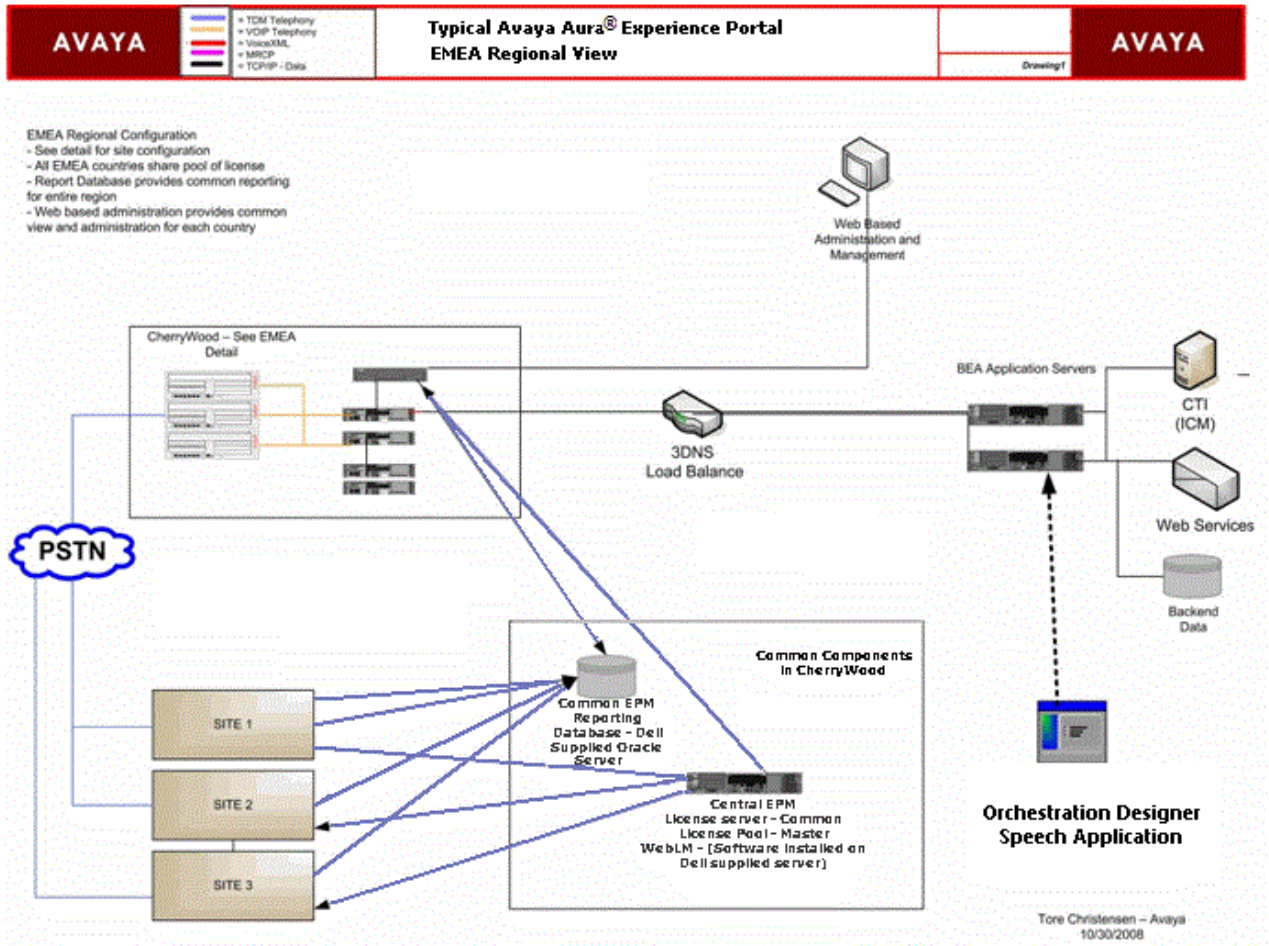 AVAYA
= TDM Telephony
= VOIP Telephony
= VoiceXML
= MRCP
= TCP/IP - Data
Typical Avaya Aura® Experience Portal
EMEA Regional View
Drawing1
AVAYA
EMEA Regional Configuration
- See detail for site configuration
- All EMEA countries share pool of license
- Report Database provides common reporting
for entire region
- Web based administration provides common
view and administration for each country
Web Based
Administration and
Management
CherryWood – See EMEA
Detail
BEA Application Servers
CTI
(ICM)
3DNS
Load Balance
Web Services
PSTN
Backend
Data
Common Components
in CherryWood
Common EPM
Reporting
Database - Dell
Supplied Oracle
Server
SITE 1
SITE 2
SITE 3
Central EPM
License server - Common
License Pool - Master
WebLM - [Software installed on
Dell supplied server]
Orchestration Designer
Speech Application
Tore Christensen – Avaya
10/30/2008